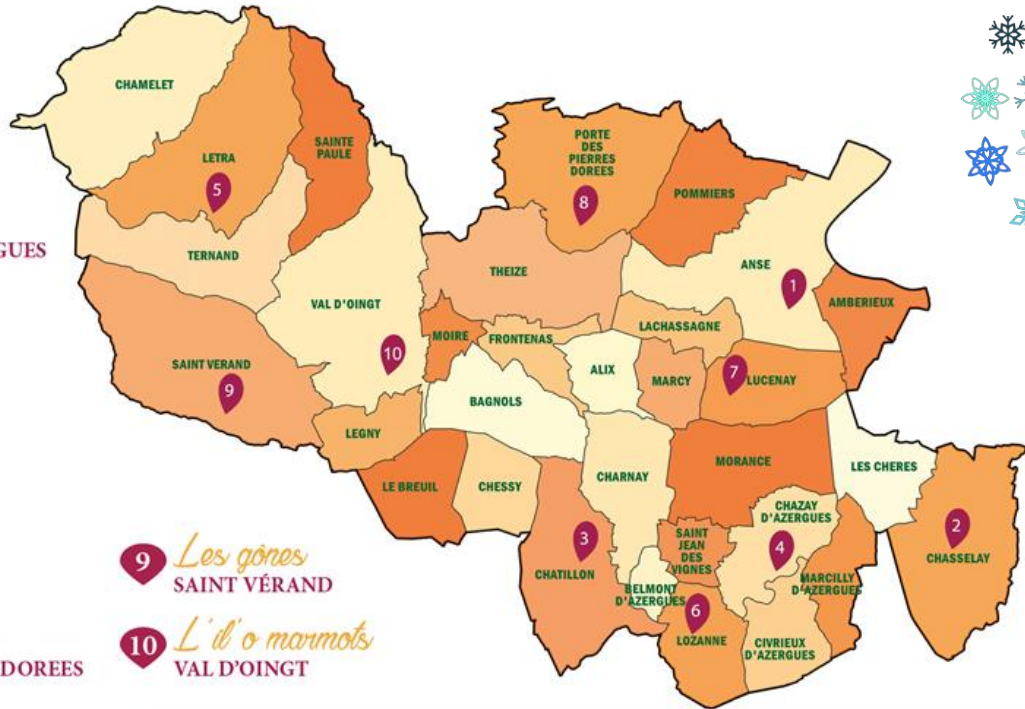 CHAMELET
LETRA
5
SAINTE
PAULE
PORTE
DES
PIERRES
DOREES
8
POMMIERS
GUES
TERNAND
VAL D'OINGT
THEIZE
ANSE
1
AMBERIEUX
SAINT VERAND
9
10
MOIRE
FRONTENAS
LACHASSAGNE
ALIX
MARCY
7
LUCENAY
BAGNOLS
LEGNY
LE BREUIL
CHESSY
CHARNAY
MORANCE
LES CHERES
CHATILLON
3
SAINT
JEAN
DES
VIGNES
CHAZAY
D'AZERGUES
4
2
CHASSELAY
BELMONT
D'AZERGUES
MARCILLY
D'AZERGUES
6
LOZANNE
CIVRIEUX
D'AZERGUES
9 Les gônes
SAINT VÉRAND
10 L'il'o marmots
VAL D'OINGT
DOREES